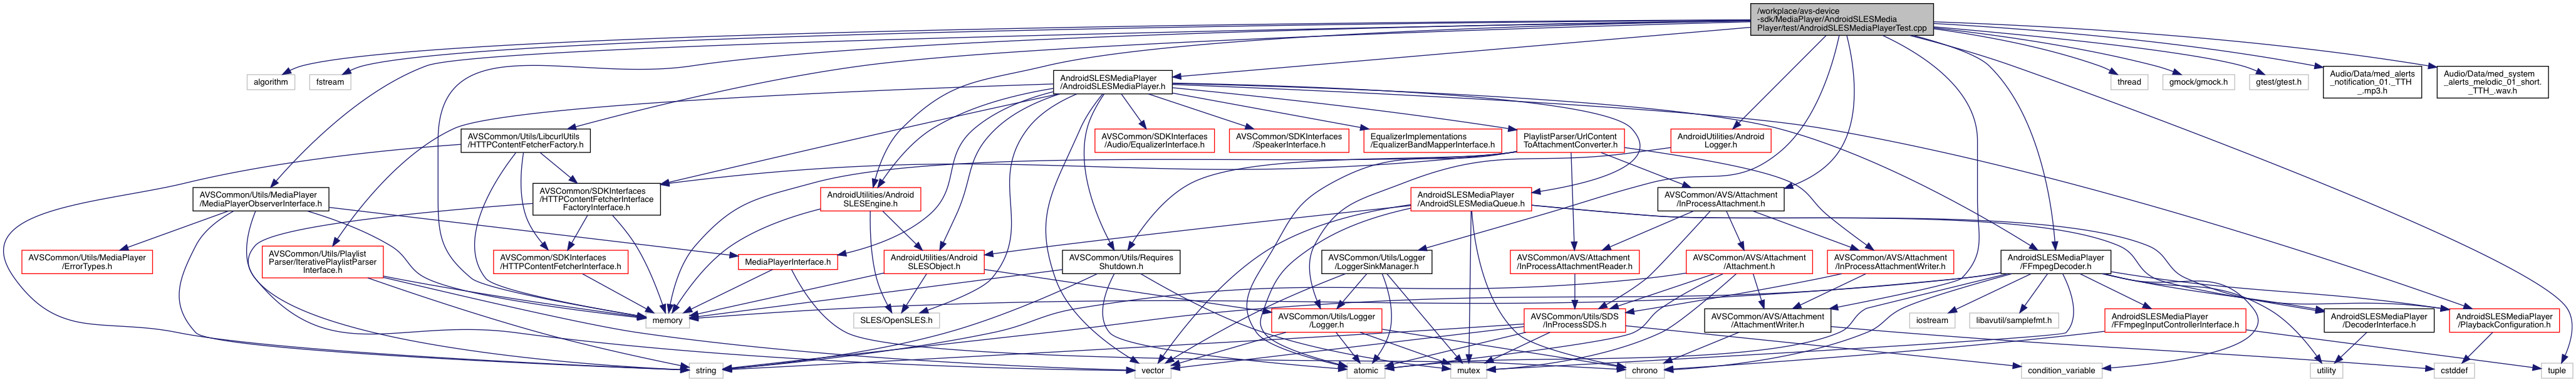 /workplace/avs-device
-sdk/MediaPlayer/AndroidSLESMedia
Player/test/AndroidSLESMediaPlayerTest.cpp
algorithm
fstream
AndroidSLESMediaPlayer
/AndroidSLESMediaPlayer.h
thread
gmock/gmock.h
gtest/gtest.h
Audio/Data/med_alerts
_notification_01._TTH
_.mp3.h
Audio/Data/med_system
_alerts_melodic_01_short.
_TTH_.wav.h
AVSCommon/Utils/LibcurlUtils
/HTTPContentFetcherFactory.h
AVSCommon/SDKInterfaces
/Audio/EqualizerInterface.h
AVSCommon/SDKInterfaces
/SpeakerInterface.h
EqualizerImplementations
/EqualizerBandMapperInterface.h
PlaylistParser/UrlContent
ToAttachmentConverter.h
AndroidUtilities/Android
Logger.h
AVSCommon/Utils/MediaPlayer
/MediaPlayerObserverInterface.h
AVSCommon/SDKInterfaces
/HTTPContentFetcherInterface
FactoryInterface.h
AndroidUtilities/Android
SLESEngine.h
AndroidSLESMediaPlayer
/AndroidSLESMediaQueue.h
AVSCommon/AVS/Attachment
/InProcessAttachment.h
AVSCommon/Utils/MediaPlayer
/ErrorTypes.h
AVSCommon/Utils/Playlist
Parser/IterativePlaylistParser
Interface.h
AVSCommon/SDKInterfaces
/HTTPContentFetcherInterface.h
MediaPlayerInterface.h
AndroidUtilities/Android
SLESObject.h
AVSCommon/Utils/Requires
Shutdown.h
AVSCommon/Utils/Logger
/LoggerSinkManager.h
AVSCommon/AVS/Attachment
/InProcessAttachmentReader.h
AVSCommon/AVS/Attachment
/Attachment.h
AVSCommon/AVS/Attachment
/InProcessAttachmentWriter.h
AndroidSLESMediaPlayer
/FFmpegDecoder.h
memory
SLES/OpenSLES.h
AVSCommon/Utils/Logger
/Logger.h
AVSCommon/Utils/SDS
/InProcessSDS.h
AVSCommon/AVS/Attachment
/AttachmentWriter.h
iostream
libavutil/samplefmt.h
AndroidSLESMediaPlayer
/FFmpegInputControllerInterface.h
AndroidSLESMediaPlayer
/DecoderInterface.h
AndroidSLESMediaPlayer
/PlaybackConfiguration.h
string
vector
atomic
mutex
chrono
condition_variable
utility
cstddef
tuple